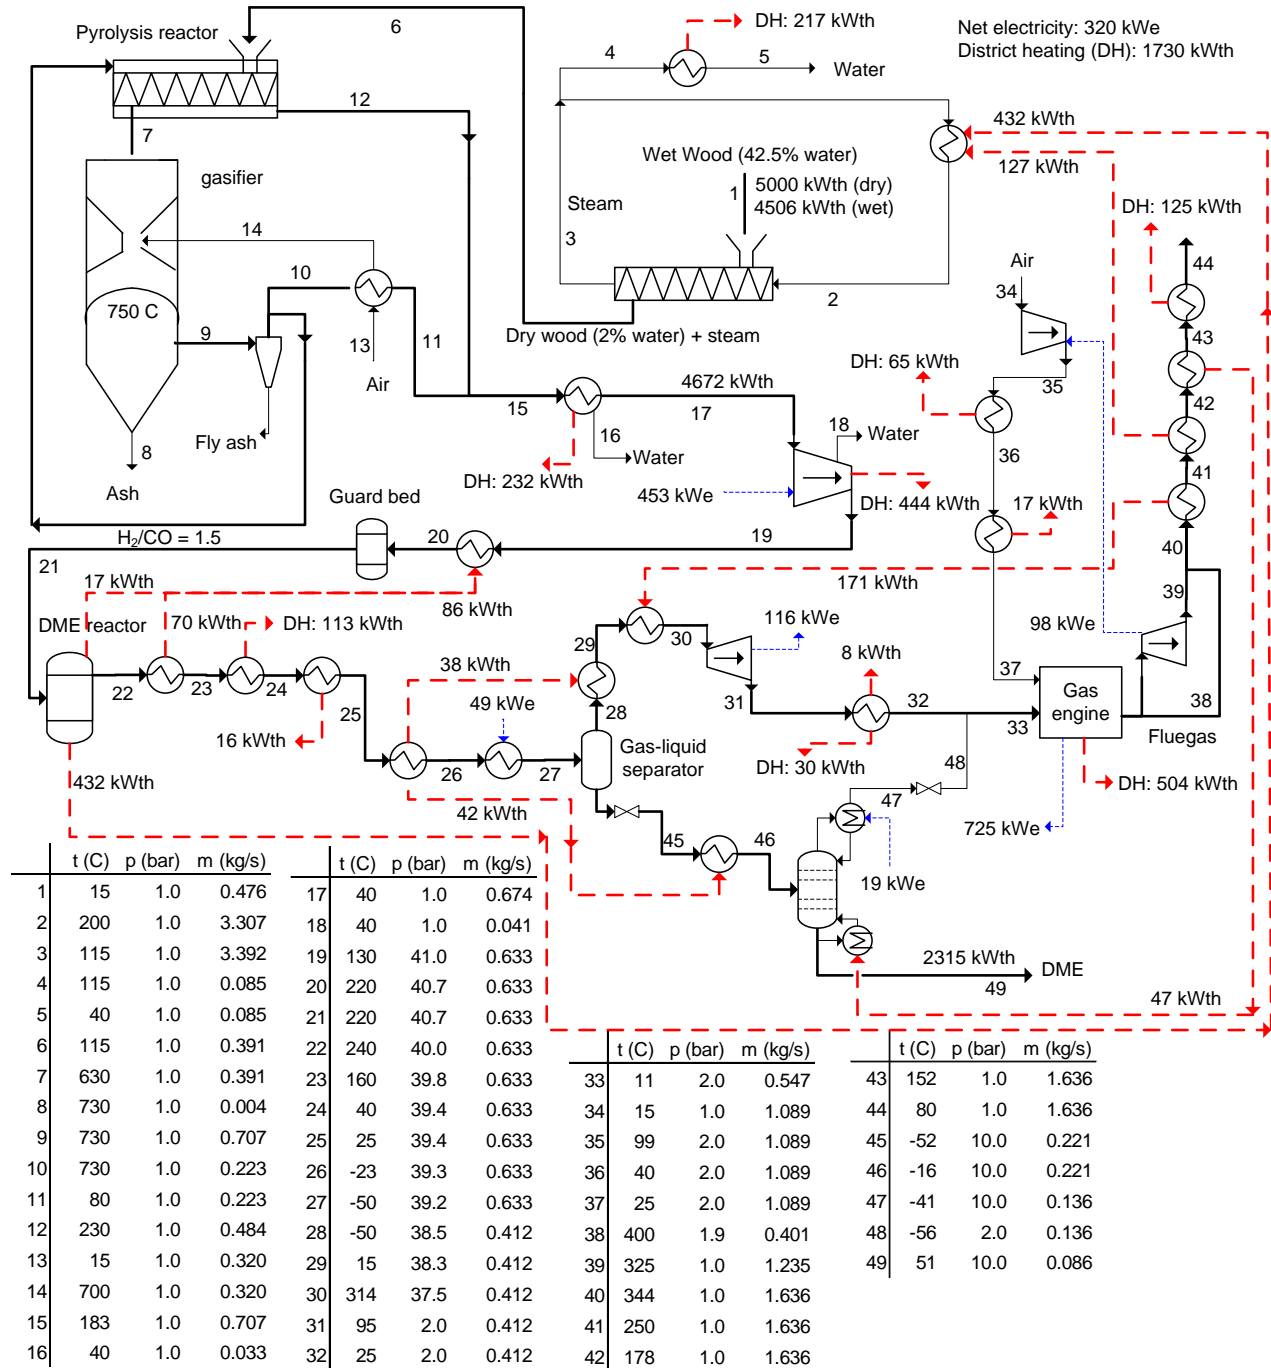 6
DH: 217 kWth
Net electricity: 320 kWe
District heating (DH): 1730 kWth
Pyrolysis reactor
4
5
Water
12
432 kWth
7
Wet Wood (42.5% water)
127 kWth
gasifier
1
5000 kWth (dry)
4506 kWth (wet)
Steam
DH: 125 kWth
14
3
Air
44
10
34
750 C
2
9
Dry wood (2% water) + steam
43
13
11
Air
DH: 65 kWth
35
4672 kWth
42
15
17
18
Water
Fly ash
16
36
41
8
Water
Ash
DH: 232 kWth
453 kWe
DH: 444 kWth
17 kWth
Guard bed
H2/CO = 1.5
20
19
40
21
17 kWth
171 kWth
86 kWth
39
DME reactor
70 kWth
DH: 113 kWth
116 kWe
98 kWe
29
30
38 kWth
8 kWth
37
22
23
24
49 kWe
31
32
Gas
engine
38
25
28
33
16 kWth
Gas-liquid
separator
Fluegas
26
27
DH: 30 kWth
48
432 kWth
DH: 504 kWth
47
42 kWth
725 kWe
45
46
19 kWe
2315 kWth
DME
49
47 kWth
t (C) p (bar) m (kg/s)
1 15 1.0 0.476
2 200 1.0 3.307
3 115 1.0 3.392
4 115 1.0 0.085
5 40 1.0 0.085
6 115 1.0 0.391
7 630 1.0 0.391
8 730 1.0 0.004
9 730 1.0 0.707
10 730 1.0 0.223
11 80 1.0 0.223
12 230 1.0 0.484
13 15 1.0 0.320
14 700 1.0 0.320
15 183 1.0 0.707
16 40 1.0 0.033
t (C) p (bar) m (kg/s)
17 40 1.0 0.674
18 40 1.0 0.041
19 130 41.0 0.633
20 220 40.7 0.633
21 220 40.7 0.633
22 240 40.0 0.633
23 160 39.8 0.633
24 40 39.4 0.633
25 25 39.4 0.633
26 -23 39.3 0.633
27 -50 39.2 0.633
28 -50 38.5 0.412
29 15 38.3 0.412
30 314 37.5 0.412
31 95 2.0 0.412
32 25 2.0 0.412
t (C) p (bar) m (kg/s)
33 11 2.0 0.547
34 15 1.0 1.089
35 99 2.0 1.089
36 40 2.0 1.089
37 25 2.0 1.089
38 400 1.9 0.401
39 325 1.0 1.235
40 344 1.0 1.636
41 250 1.0 1.636
42 178 1.0 1.636
t (C) p (bar) m (kg/s)
43 152 1.0 1.636
44 80 1.0 1.636
45 -52 10.0 0.221
46 -16 10.0 0.221
47 -41 10.0 0.136
48 -56 2.0 0.136
49 51 10.0 0.086